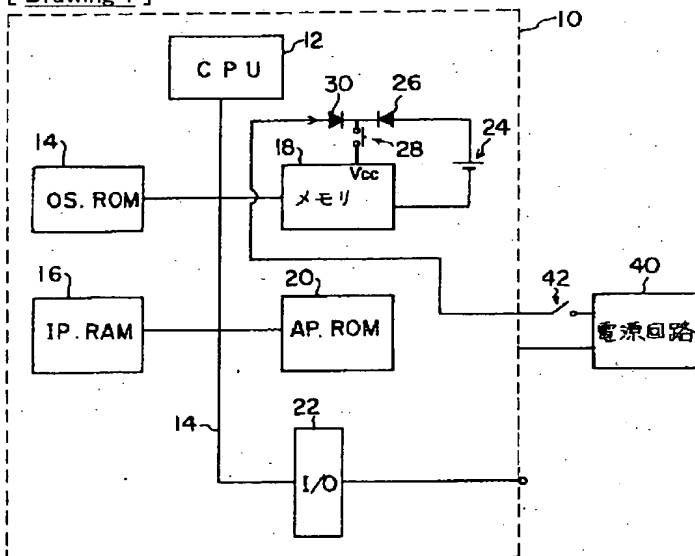 [ Drawing 1 ]
10
12
CPU
30
26
24
14
18
28
Vcc
OS. ROM
メモリ
16
20
42
40
IP. RAM
AP. ROM
電源回路
22
14
I/O